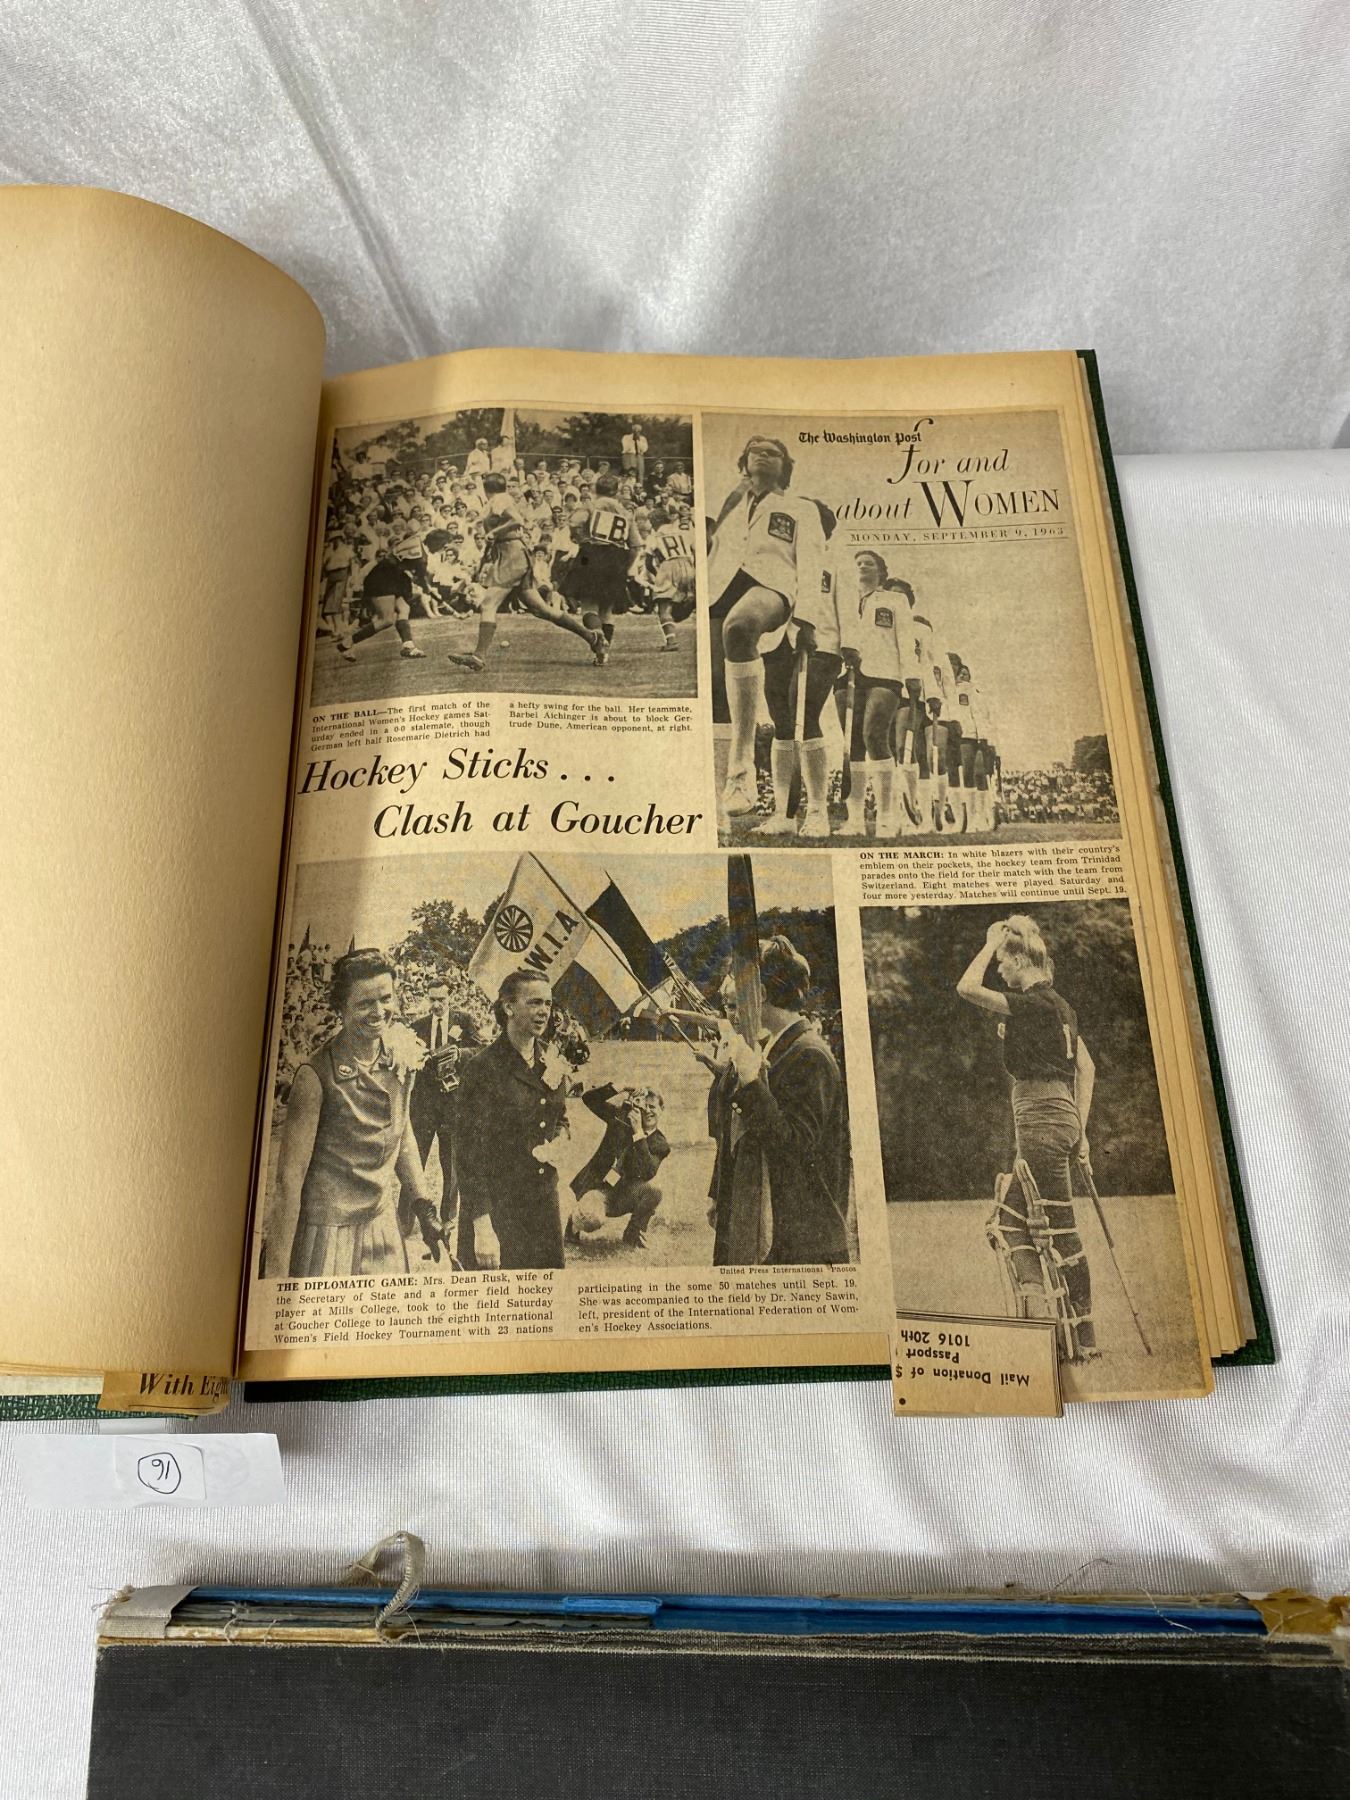 The Washington Post
for and
about WOMEN
MONDAY, SEPTEMBER 9, 1963
LB
RI
ON THE BALL—The first match of the
International Women's Hockey games Sat-
urday ended in a 0-0 stalemate, though
German left half Rosemarie Dietrich had
a hefty swing for the ball. Her teammate,
Barbel Aichinger is about to block Ger-
trude Dune, American opponent, at right.
Hockey Sticks . . .
Clash at Goucher
ON THE MARCH: In white blazers with their country's
emblem on their pockets, the hockey team from Trinidad
parades onto the field for their match with the team from
Switzerland. Eight matches were played Saturday and
four more yesterday. Matches will continue until Sept. 19.
W.I.A
United Press International Photos
THE DIPLOMATIC GAME: Mrs. Dean Rusk, wife of
the Secretary of State and a former field hockey
player at Mills College, took to the field Saturday
at Goucher College to launch the eighth International
Women's Field Hockey Tournament with 23 nations
participating in the some 50 matches until Sept. 19.
She was accompanied to the field by Dr. Nancy Sawin,
left, president of the International Federation of Wom-
en's Hockey Associations.
Mail Donation of $
Passport
1016 20th
With
91